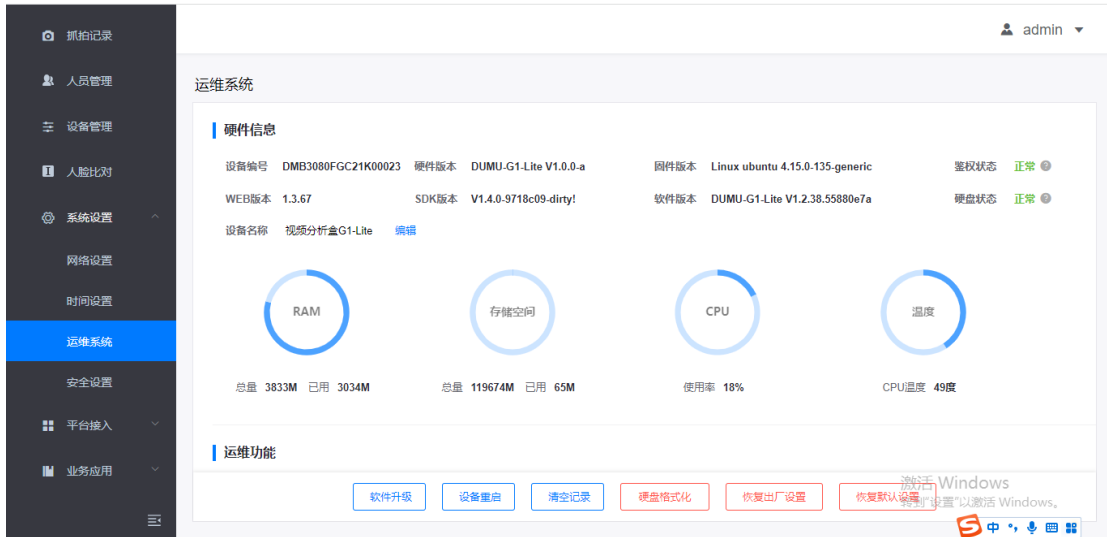 抓拍记录
admin
人员管理
运维系统
设备管理
硬件信息
人脸比对
设备编号 DMB3080FGC21K00023 硬件版本 DUMU-G1-Lite V1.0.0-a 固件版本 Linux ubuntu 4.15.0-135-generic 鉴权状态 正常
WEB版本 1.3.67 SDK版本 V1.4.0-9718c09-dirty! 软件版本 DUMU-G1-Lite V1.2.38.55880e7a 硬盘状态 正常
系统设置
设备名称 视频分析盒G1-Lite 编辑
网络设置
时间设置
RAM 存储空间 CPU 温度
运维系统
安全设置
总量 3833M 已用 3034M 总量 119674M 已用 65M 使用率 18% CPU温度 49度
平台接入
运维功能
业务应用
软件升级 设备重启 清空记录 硬盘格式化 恢复出厂设置 恢复默认设置
激活 Windows
转到"设置"以激活 Windows。
中